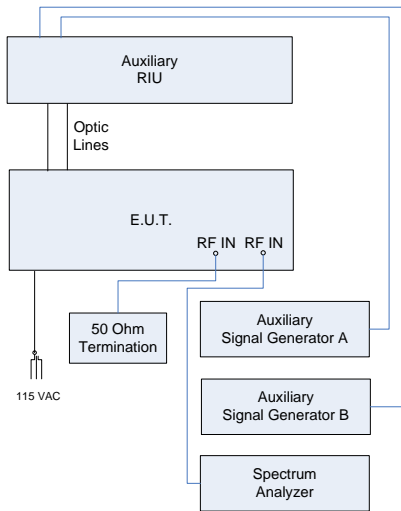 Auxiliary
RIU
Optic
Lines
E.U.T.
RF IN RF IN
50 Ohm
Termination
115 VAC
Auxiliary
Signal Generator A
Auxiliary
Signal Generator B
Spectrum
Analyzer